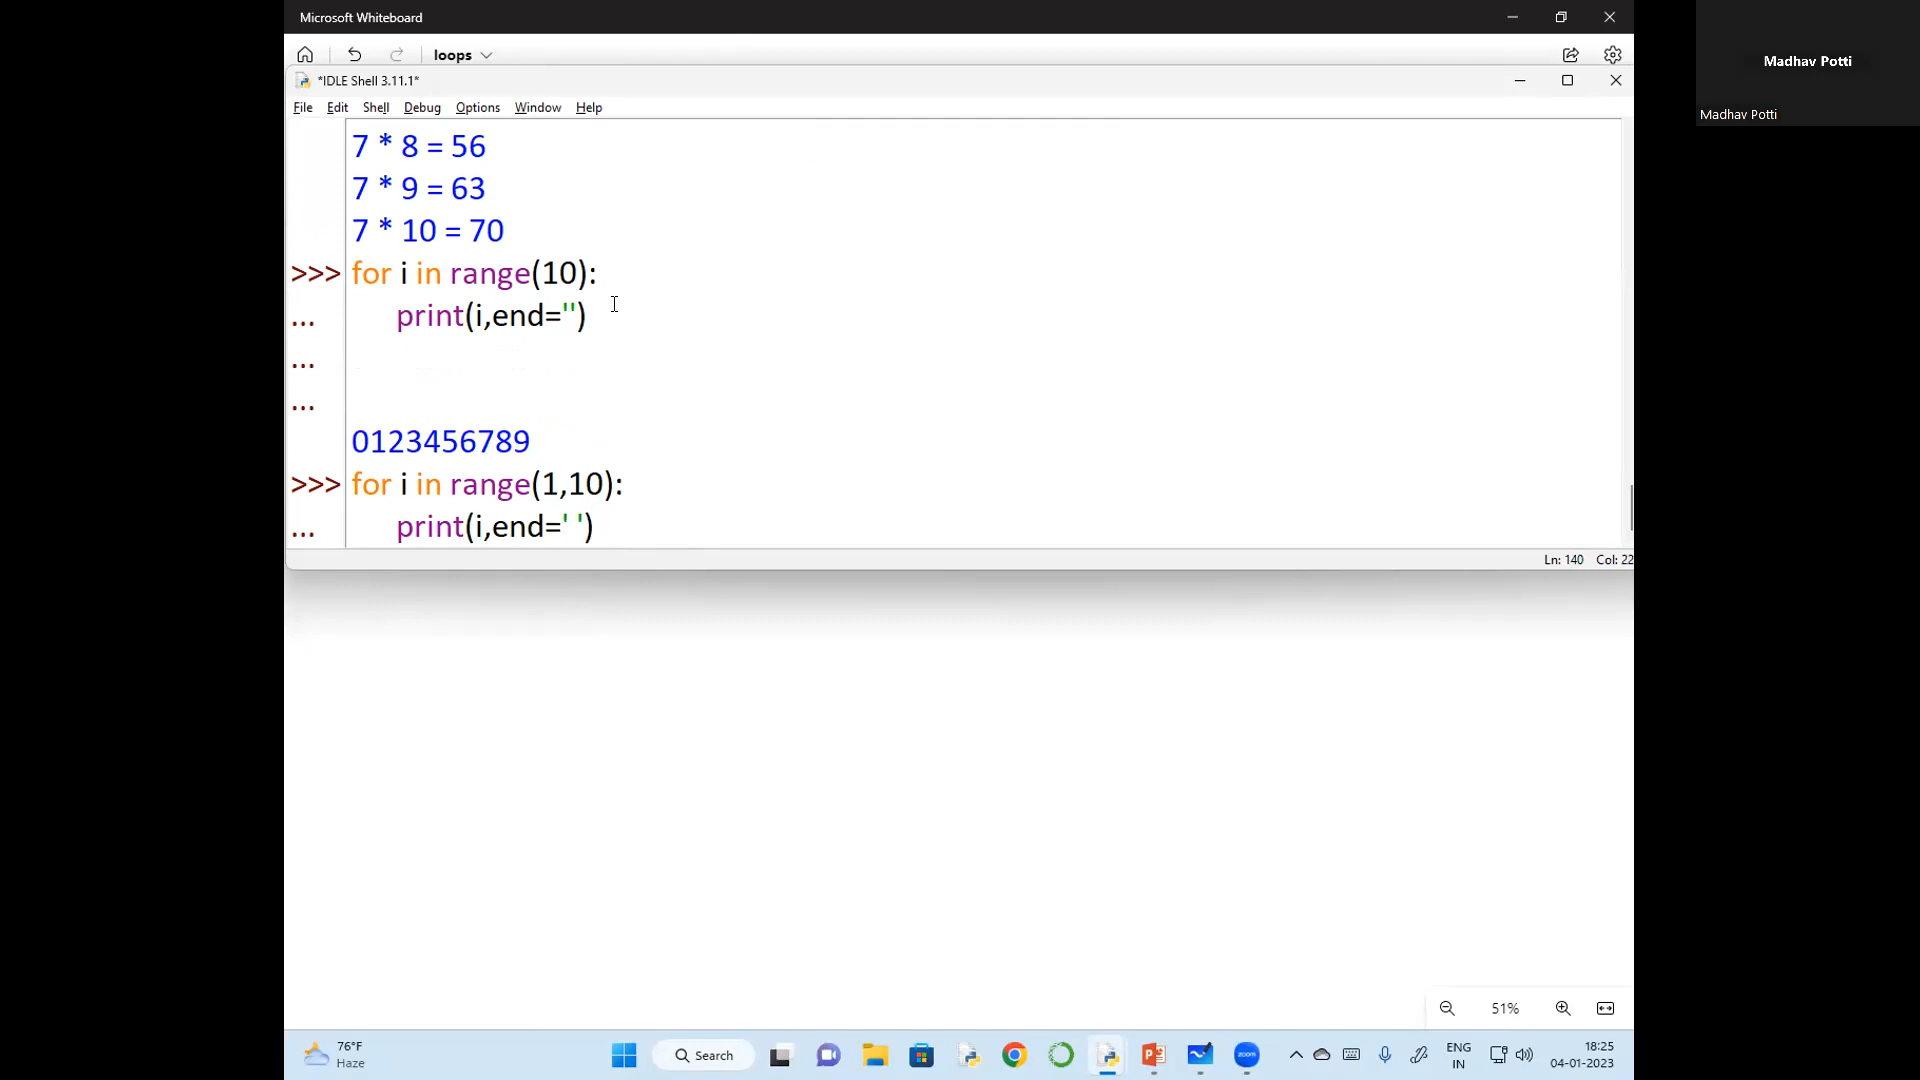 Microsoft Whiteboard
loops
*IDLE Shell 3.11.1*
File Edit Shell Debug Options Window Help
7 * 8 = 56
7 * 9 = 63
7 * 10 = 70
>>> for i in range(10):
... print(i,end='')
...
...
0123456789
>>> for i in range(1,10):
... print(i,end=' ')
Ln: 140 Col: 22
51%
76°F
Haze
Search
zoom
ENG
IN
18:25
04-01-2023
Madhav Potti
Madhav Potti